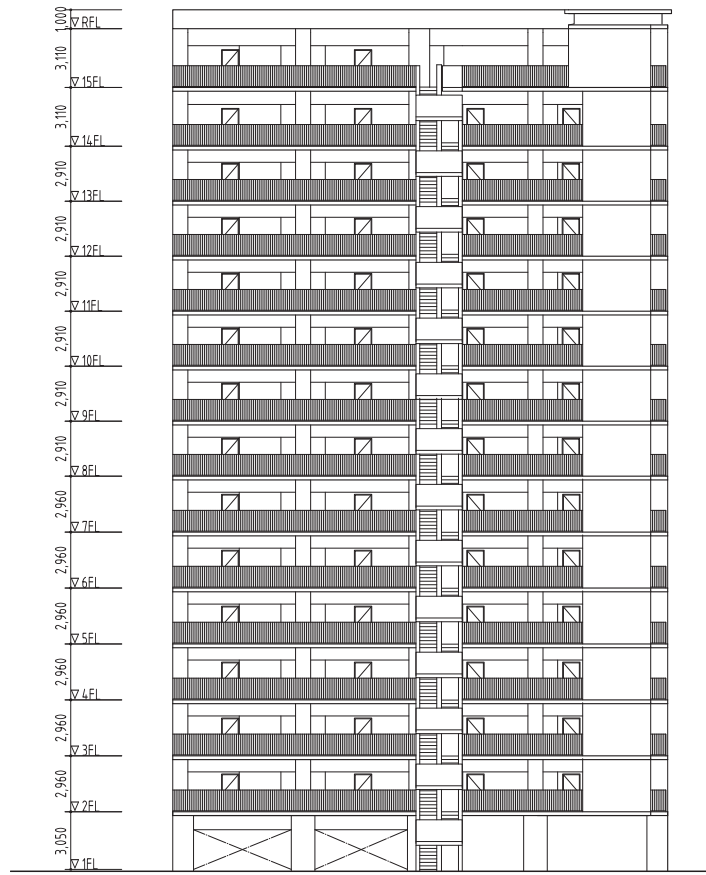 1,000
▽ RFL
3,110
▽ 15FL
3,110
▽ 14FL
2,910
▽ 13FL
2,910
▽ 12FL
2,910
▽ 11FL
2,910
▽ 10FL
2,910
▽ 9FL
2,910
▽ 8FL
2,960
▽ 7FL
2,960
▽ 6FL
2,960
▽ 5FL
2,960
▽ 4FL
2,960
▽ 3FL
2,960
▽ 2FL
3,050
▽ 1FL